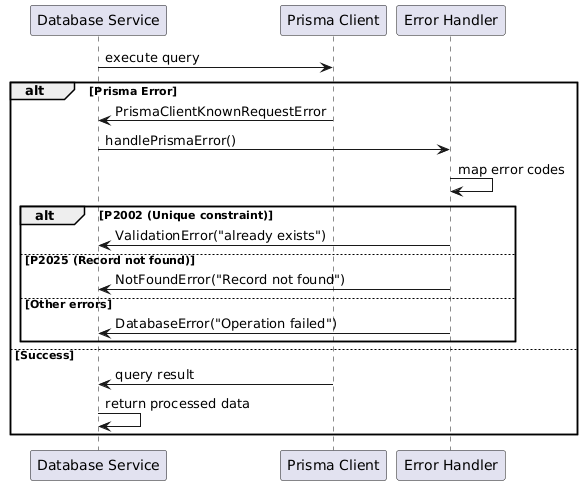 Database Service Prisma Client Error Handler
execute query
alt [Prisma Error]
PrismaClientKnownRequestError
handlePrismaError()
map error codes
alt [P2002 (Unique constraint)]
ValidationError("already exists")
[P2025 (Record not found)]
NotFoundError("Record not found")
[Other errors]
DatabaseError("Operation failed")
[Success]
query result
return processed data
Database Service Prisma Client Error Handler